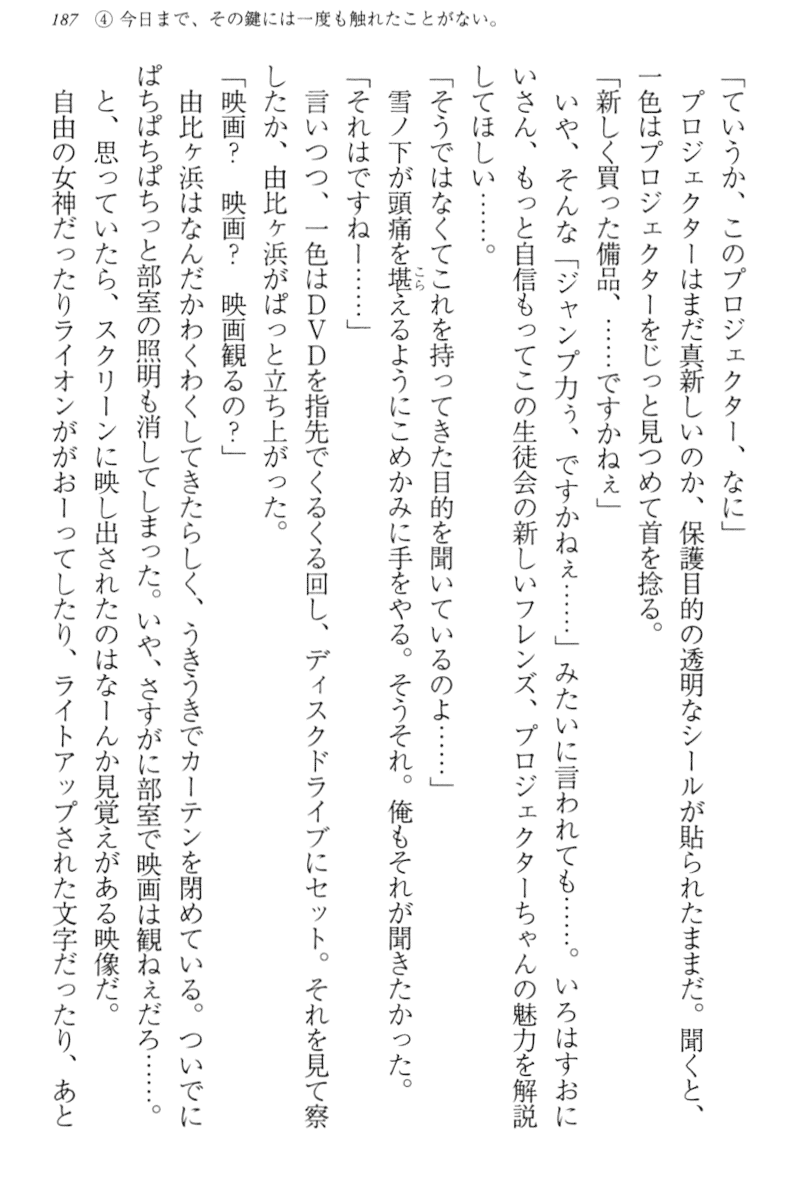 187　④ 今日まで、その鍵には一度も触れたことがない。
「ていうか、このプロジェクター、なに」
　プロジェクターはまだ真新しいのか、保護目的の透明なシールが貼られたままだ。聞くと、
一色はプロジェクターをじっと見つめて首を捻る。
「新しく買った備品、……ですかねぇ」
　いや、そんな「ジャンプ力ぅ、ですかねぇ……」みたいに言われても……。いろはすおに
いさん、もっと自信もってこの生徒会の新しいフレンズ、プロジェクターちゃんの魅力を解説
してほしい……。
「そうではなくてこれを持ってきた目的を聞いているのよ……」
　雪ノ下が頭痛を堪こらえるようにこめかみに手をやる。そうそれ。俺もそれが聞きたかった。
「それはですねー……」
　言いつつ、一色はＤＶＤを指先でくるくる回し、ディスクドライブにセット。それを見て察
したか、由比ヶ浜がぱっと立ち上がった。
「映画？　映画？　映画観るの？」
　由比ヶ浜はなんだかわくわくしてきたらしく、うきうきでカーテンを閉めている。ついでに
ぱちぱちぱちっと部室の照明も消してしまった。いや、さすがに部室で映画は観ねぇだろ……。
　と、思っていたら、スクリーンに映し出されたのはなーんか見覚えがある映像だ。
　自由の女神だったりライオンががおーってしたり、ライトアップされた文字だったり、あと